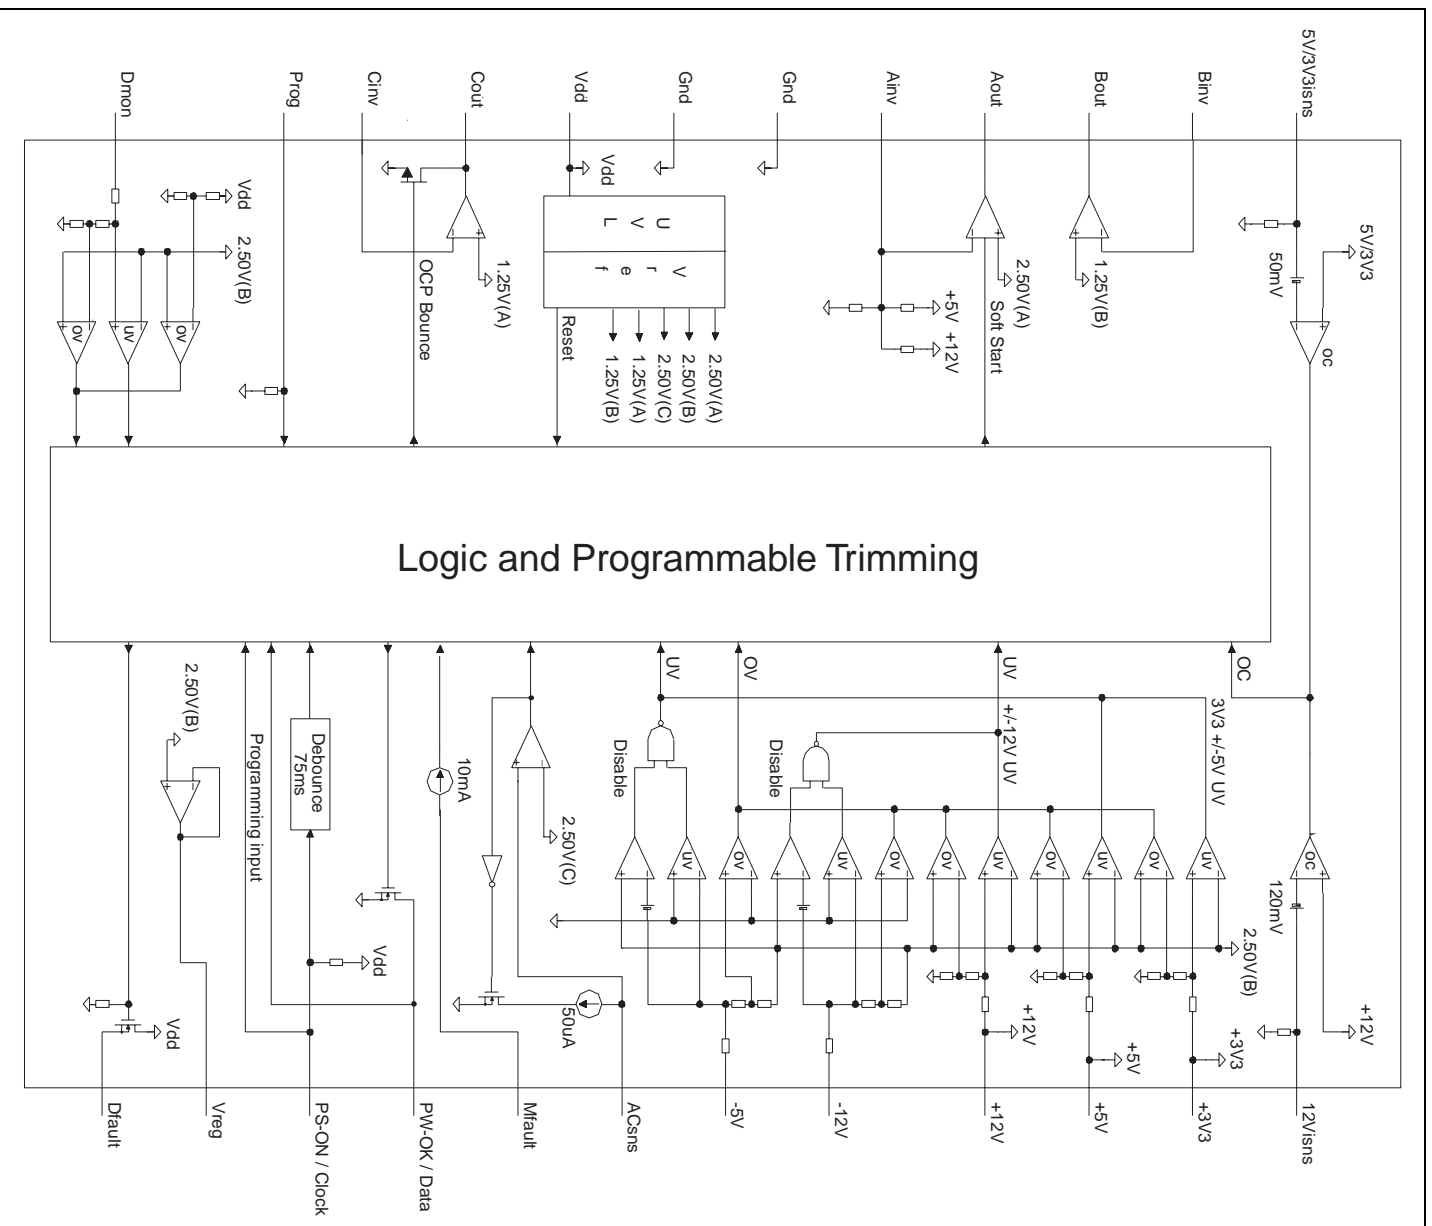 Dmon
Prog
Cinv
Cout
Vdd
Gnd
Gnd
Ainv
Aout
Bout
Binv
5V/3V3isns
Vdd
2.50V(B)
ov
uv
ov
OCP Bounce
1.25V(A)
Vdd
U V L
V r e f
Reset
1.25V(B)
1.25V(A)
2.50V(C)
2.50V(B)
2.50V(A)
+5V
+12V
2.50V(A)
Soft Start
1.25V(B)
50mV
5V/3V3
oc
Logic and Programmable Trimming
2.50V(B)
Programming input
Debounce
75ms
Vdd
10mA
2.50V(C)
50uA
UV
OV
UV
OC
Disable
Disable
+/-12V UV
3V3 +/-5V UV
uv
ov
uv
ov
ov
uv
ov
uv
ov
uv
oc
120mV
2.50V(B)
+12V
+5V
+3V3
+12V
Vdd
Dfault
Vreg
PS-ON / Clock
PW-OK / Data
Mfault
ACsns
-5V
-12V
+12V
+5V
+3V3
12Visns